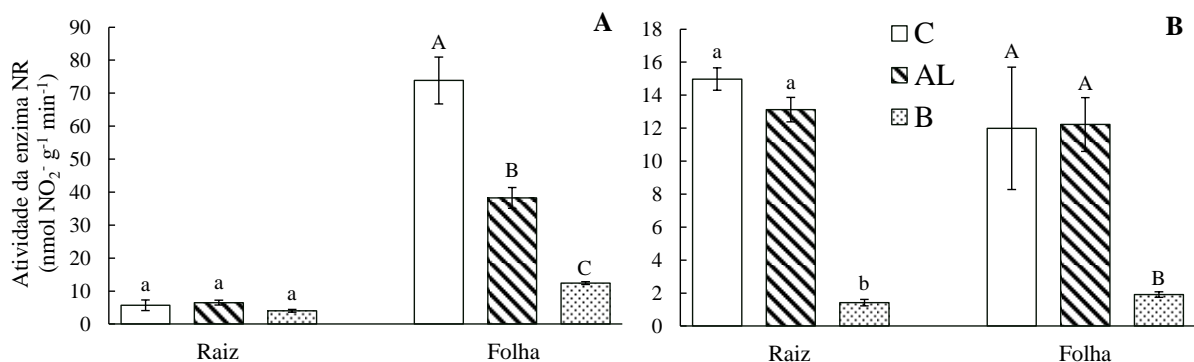 A
B
Atividade da enzima NR
(nmol NO₂⁻ g⁻¹ min⁻¹)
90
80
70
60
50
40
30
20
10
0
a
a
a
A
B
C
Raiz
Folha
18
16
14
12
10
8
6
4
2
0
a
a
b
A
A
B
C
AL
B
Raiz
Folha